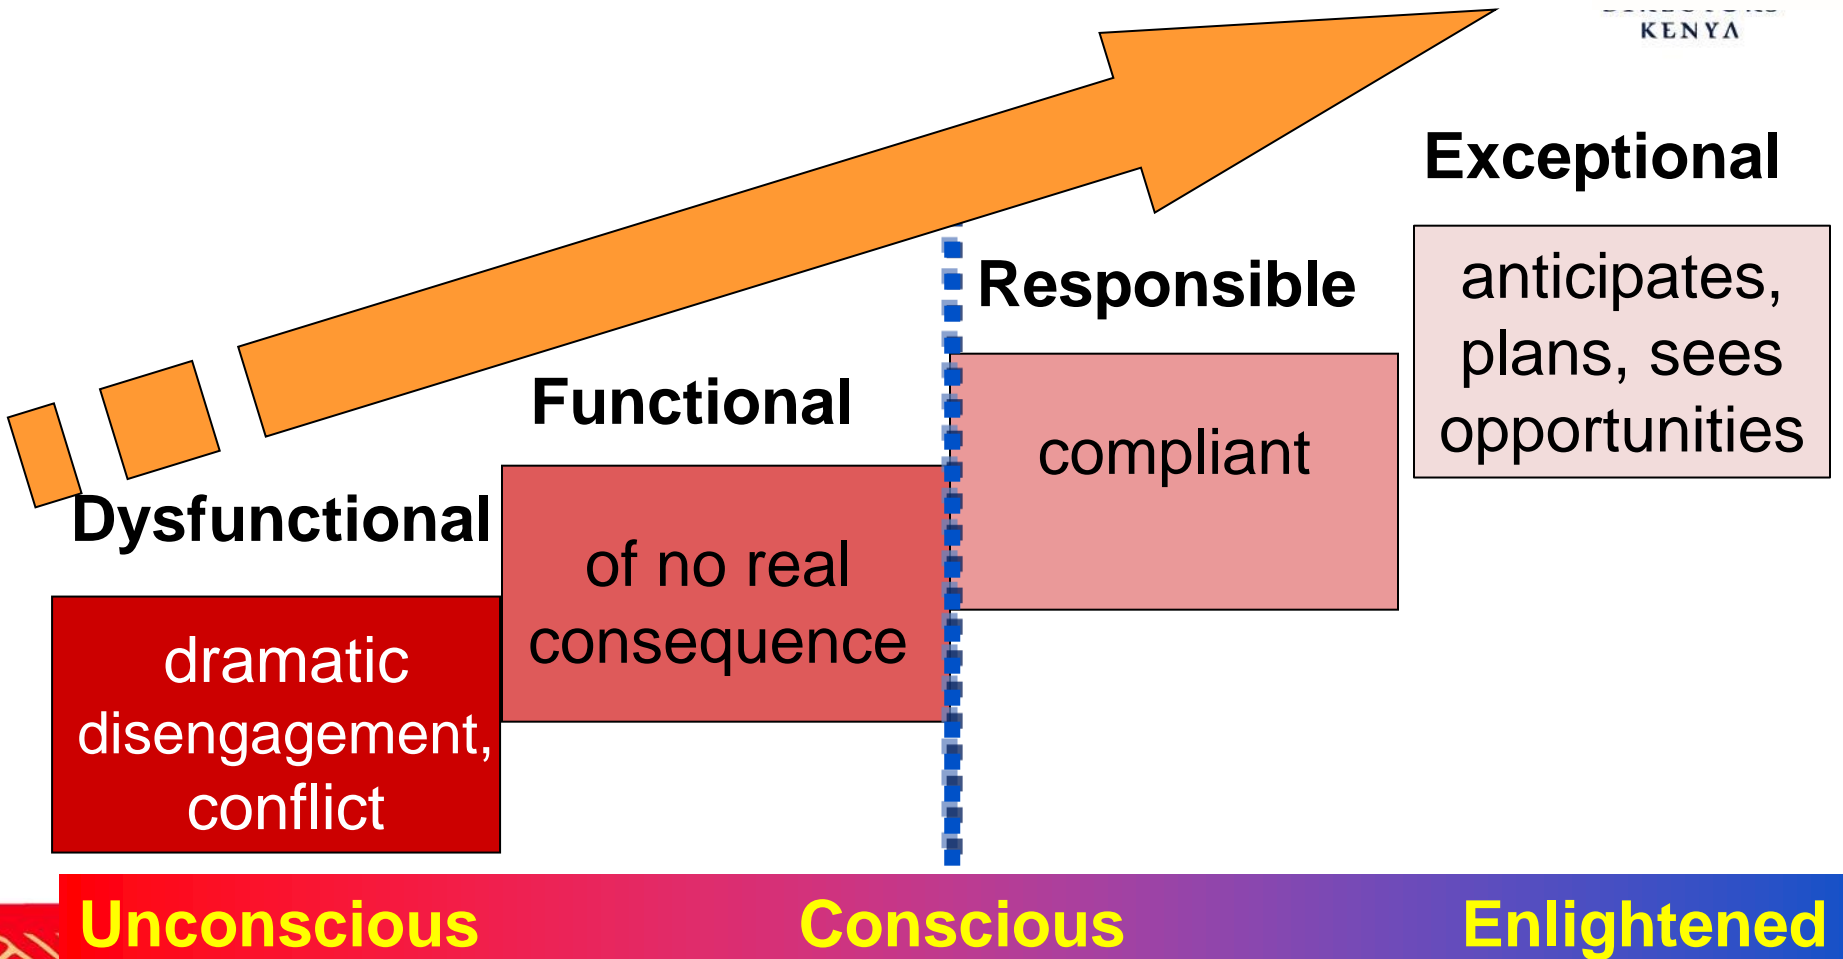 KENYA
Exceptional
anticipates,
plans, sees
opportunities
Responsible
compliant
Functional
of no real
consequence
Dysfunctional
dramatic
disengagement,
conflict
Unconscious Conscious Enlightened